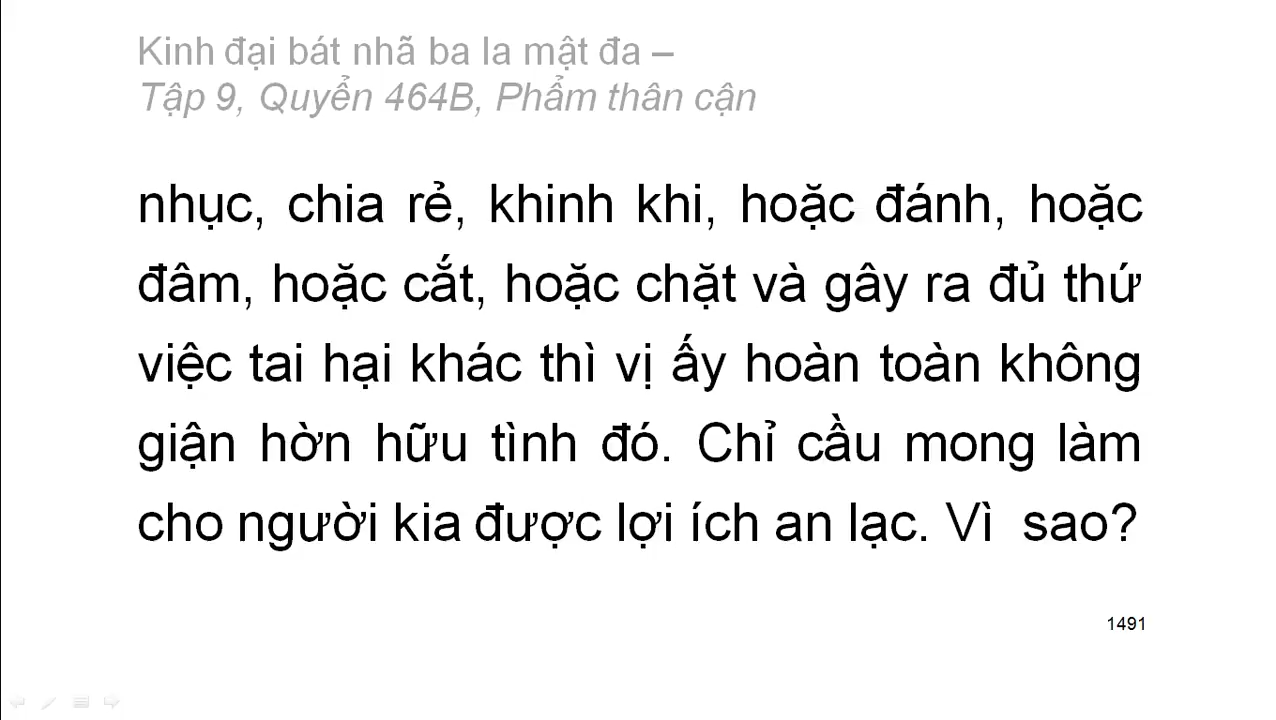 Kinh đại bát nhã ba la mật đa –
Tập 9, Quyển 464B, Phẩm thân cận
nhục, chia rẻ, khinh khi, hoặc đánh, hoặc
đâm, hoặc cắt, hoặc chặt và gây ra đủ thứ
việc tai hại khác thì vị ấy hoàn toàn không
giận hờn hữu tình đó. Chỉ cầu mong làm
cho người kia được lợi ích an lạc. Vì  sao?
1491